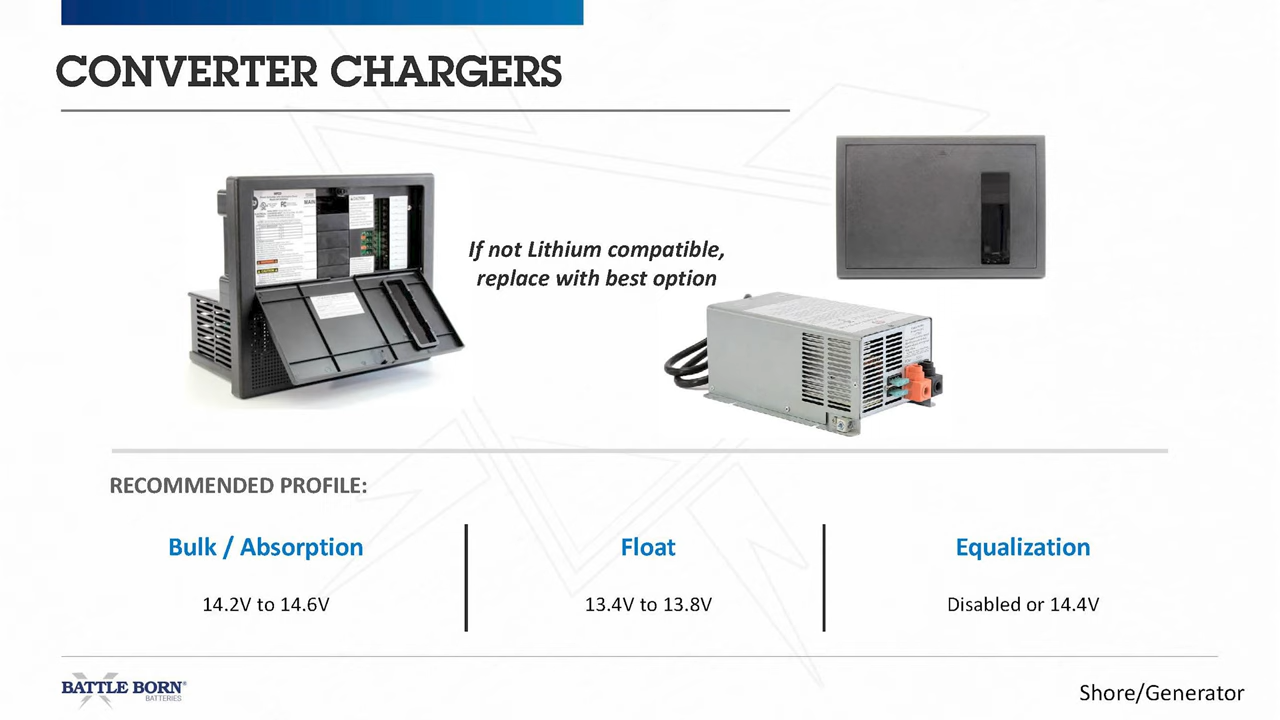 CONVERTER CHARGERS
MAIN
If not Lithium compatible,
replace with best option
RECOMMENDED PROFILE:
Bulk / Absorption
14.2V to 14.6V
Float
13.4V to 13.8V
Equalization
Disabled or 14.4V
BATTLE BORN®
BATTERIES
Shore/Generator